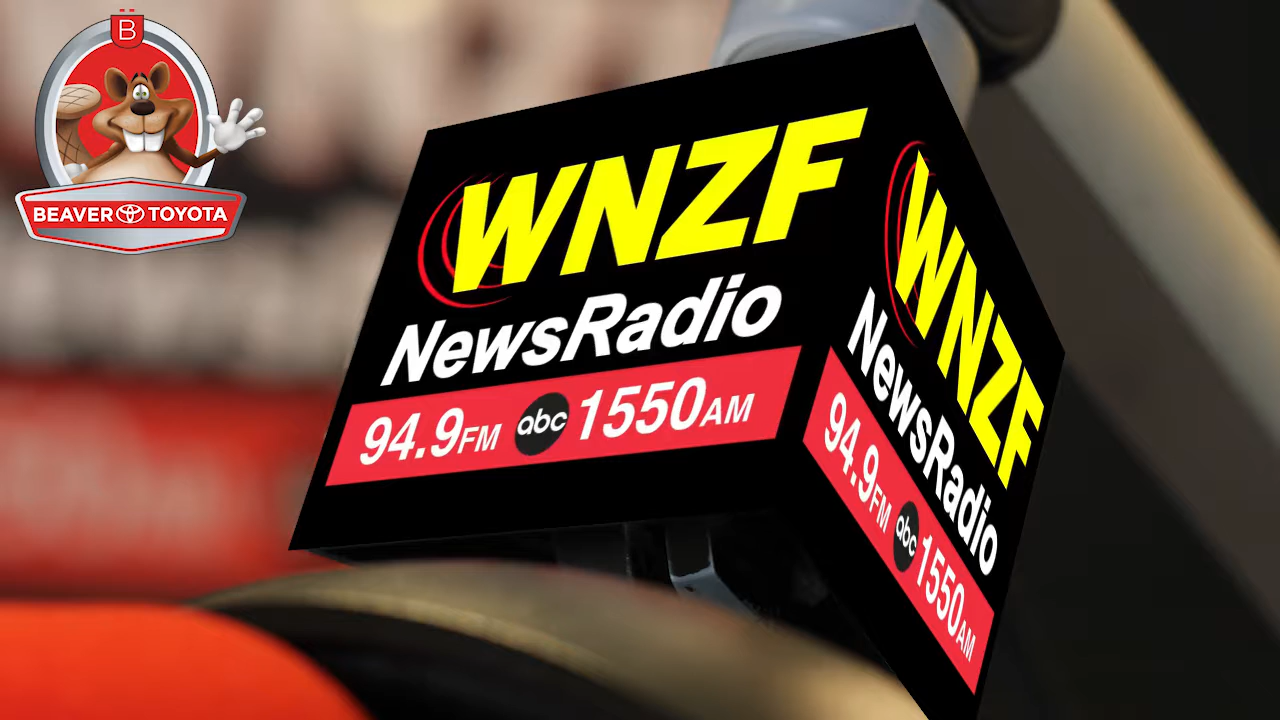 B
BEAVER TOYOTA
WNZF
NewsRadio
94.9FM abc 1550AM
WNZF
NewsRadio
94.9FM abc 1550AM